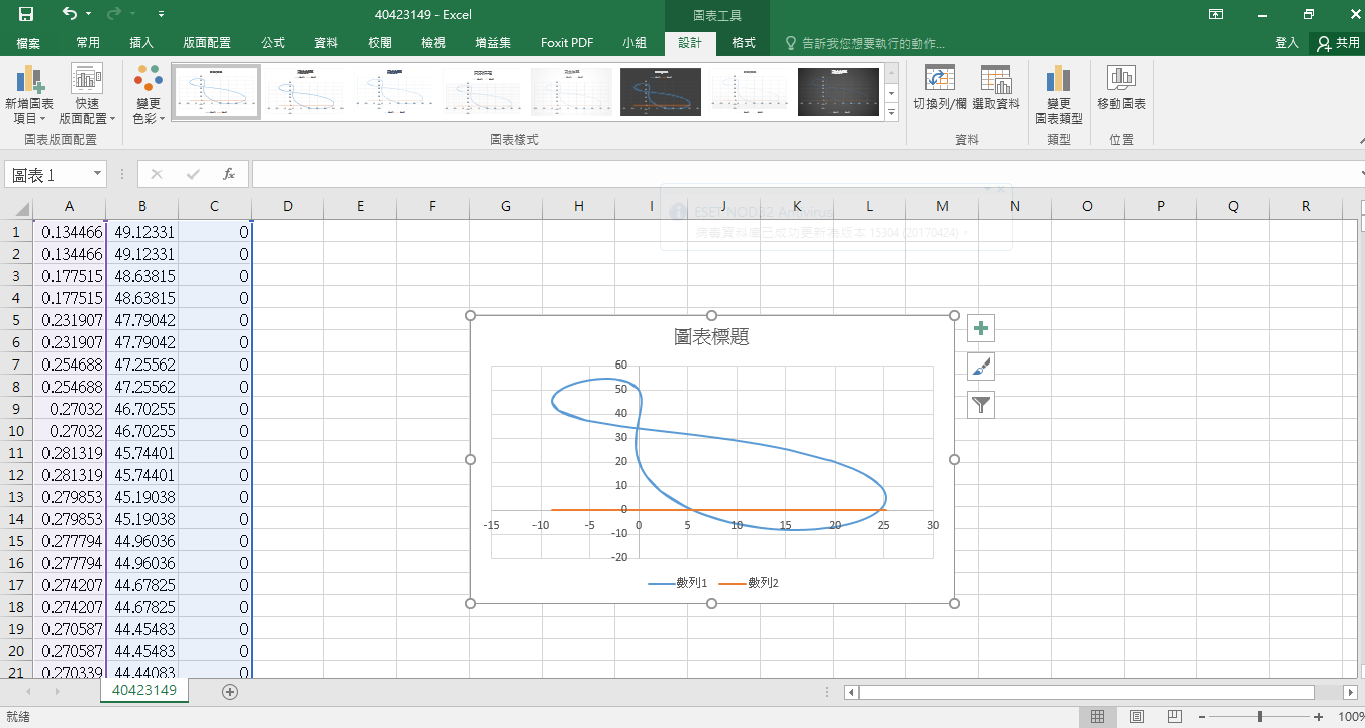 40423149 - Excel
圖表工具
檔案 常用 插入 版面配置 公式 資料 校閱 檢視 增益集 Foxit PDF 小組 設計 格式 告訴我您想要執行的動作... 登入 共用
新增圖表項目 快速版面配置 變更色彩 切換列/欄 選取資料 變更圖表類型 移動圖表
圖表版面配置 圖表樣式 資料 類型 位置
圖表 1 fx
ESET NOD32 Antivirus
病毒資料庫已成功更新為版本 15304 (20170424)。
A B C D E F G H I J K L M N O P Q R
1 0.134466 49.12331 0
2 0.134466 49.12331 0
3 0.177515 48.63815 0
4 0.177515 48.63815 0
5 0.231907 47.79042 0
6 0.231907 47.79042 0
7 0.254688 47.25562 0
8 0.254688 47.25562 0
9 0.27032 46.70255 0
10 0.27032 46.70255 0
11 0.281319 45.74401 0
12 0.281319 45.74401 0
13 0.279853 45.19038 0
14 0.279853 45.19038 0
15 0.277794 44.96036 0
16 0.277794 44.96036 0
17 0.274207 44.67825 0
18 0.274207 44.67825 0
19 0.270587 44.45483 0
20 0.270587 44.45483 0
21 0.270339 44.44083 0
圖表標題
60
50
40
30
20
10
0
-10
-20
-15 -10 -5 0 5 10 15 20 25 30
數列1 數列2
40423149
就緒
100%